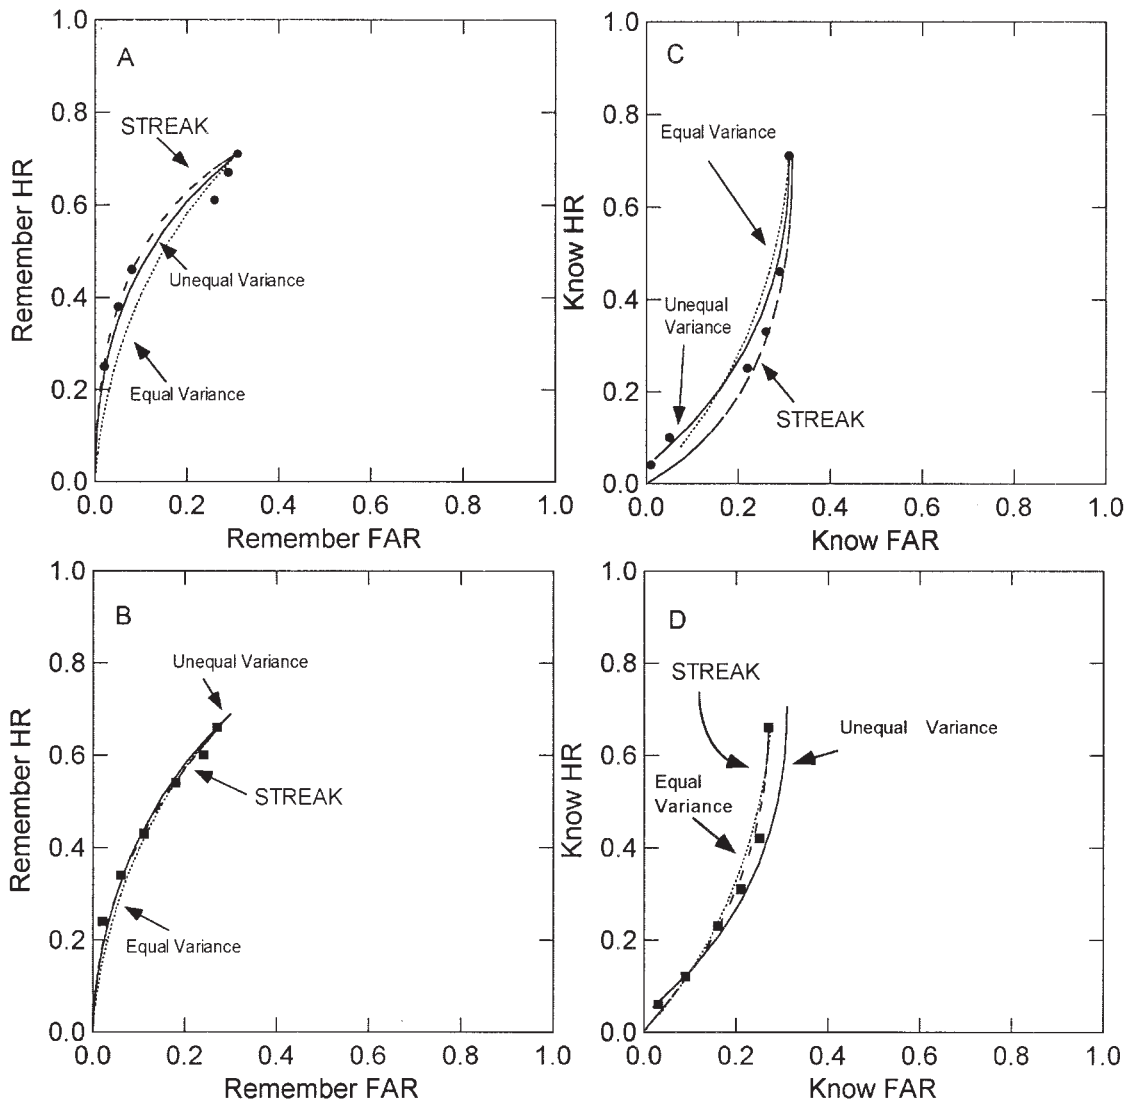 A
1.0
0.8
0.6
0.4
0.2
0.0
Remember HR
STREAK
Unequal Variance
Equal Variance
0.0 0.2 0.4 0.6 0.8 1.0
Remember FAR
C
1.0
0.8
0.6
0.4
0.2
0.0
Know HR
Equal Variance
Unequal
Variance
STREAK
0.0 0.2 0.4 0.6 0.8 1.0
Know FAR
B
1.0
0.8
0.6
0.4
0.2
0.0
Remember HR
Unequal Variance
STREAK
Equal Variance
0.0 0.2 0.4 0.6 0.8 1.0
Remember FAR
D
1.0
0.8
0.6
0.4
0.2
0.0
Know HR
STREAK
Unequal Variance
Equal
Variance
0.0 0.2 0.4 0.6 0.8 1.0
Know FAR